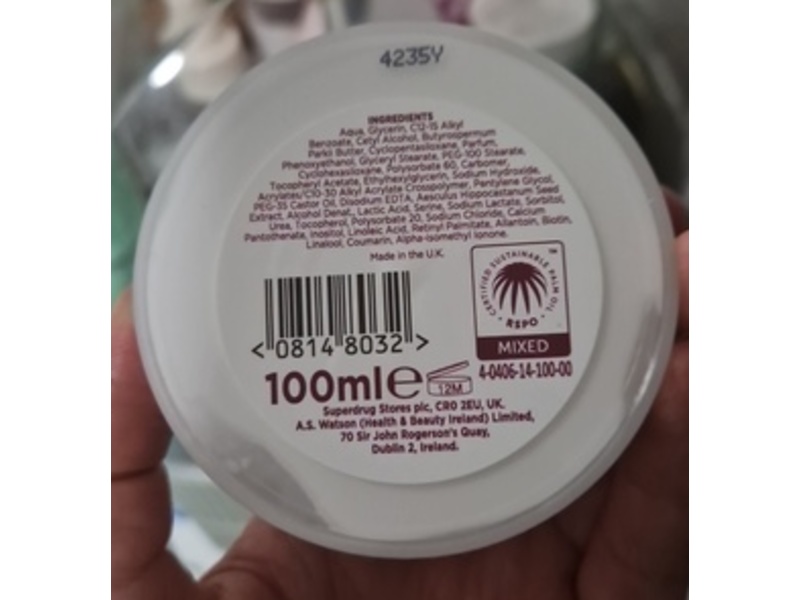 4235Y
INGREDIENTS
Aqua, Glycerin, C12-15 Alkyl
Benzoate, Cetyl Alcohol, Butyrospermum
Parkii Butter, Cyclopentasiloxane, Parfum,
Phenoxyethanol, Glyceryl Stearate, PEG-100 Stearate,
Cyclohexasiloxane, Polysorbate 60, Carbomer,
Tocopheryl Acetate, Ethylhexylglycerin, Sodium Hydroxide,
Acrylates/C10-30 Alkyl Acrylate Crosspolymer, Pentylene Glycol,
PEG-35 Castor Oil, Disodium EDTA, Aesculus Hippocastanum Seed
Extract, Alcohol Denat., Lactic Acid, Serine, Sodium Lactate, Sorbitol,
Urea, Tocopherol, Polysorbate 20, Sodium Chloride, Calcium
Pantothenate, Inositol, Linoleic Acid, Retinyl Palmitate, Allantoin, Biotin,
Linalool, Coumarin, Alpha-isomethyl Ionone.
Made in the U.K.
CERTIFIED SUSTAINABLE PALM OIL
TM
RSPO
MIXED
4-0406-14-100-00
<0814 8032>
100ml e
12M
Superdrug Stores plc, CR0 2EU, UK.
A.S. Watson (Health & Beauty Ireland) Limited,
70 Sir John Rogerson's Quay,
Dublin 2, Ireland.